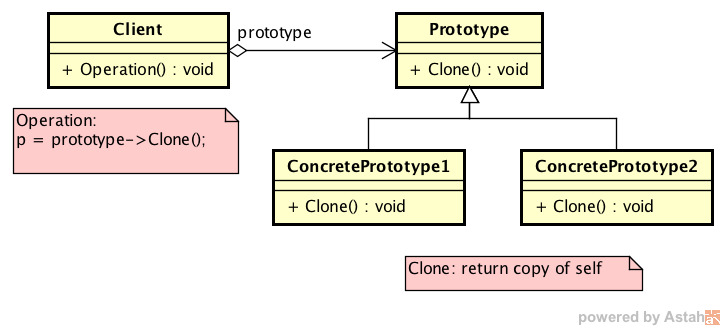 Client
+ Operation() : void
prototype
Prototype
+ Clone() : void
Operation:
p = prototype->Clone();
ConcretePrototype1
+ Clone() : void
ConcretePrototype2
+ Clone() : void
Clone: return copy of self
powered by Astah